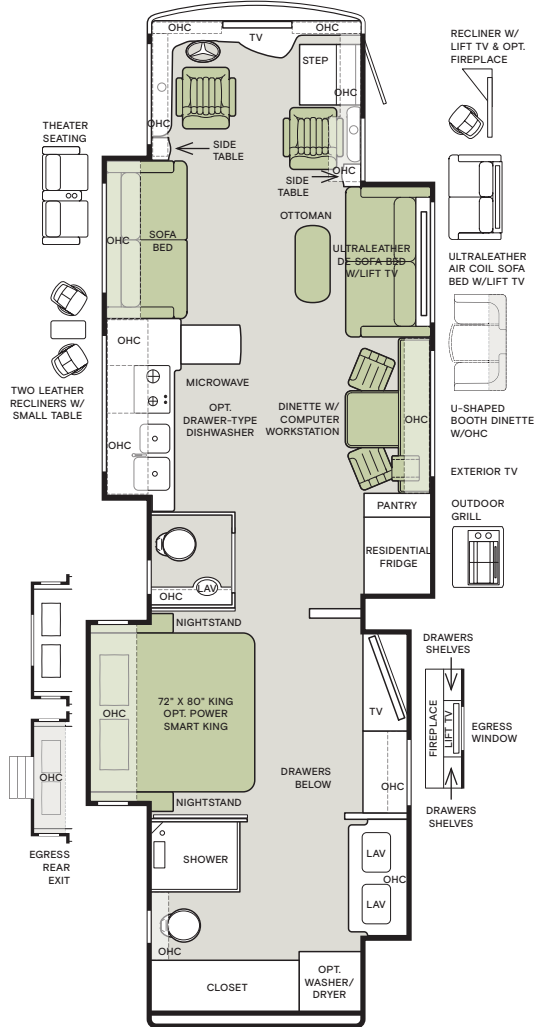 OHC
TV
STEP
OHC
OHC
SIDE
TABLE
OHC
SIDE
TABLE
RECLINER W/
LIFT TV & OPT.
FIREPLACE
THEATER
SEATING
OHC
SOFA
BED
OTTOMAN
ULTRALEATHER
DE SOFA BED
W/LIFT TV
ULTRALEATHER
AIR COIL SOFA
BED W/LIFT TV
TWO LEATHER
RECLINERS W/
SMALL TABLE
OHC
MICROWAVE
OPT.
DRAWER-TYPE
DISHWASHER
OHC
DINETTE W/
COMPUTER
WORKSTATION
OHC
U-SHAPED
BOOTH DINETTE
W/OHC
EXTERIOR TV
PANTRY
RESIDENTIAL
FRIDGE
OUTDOOR
GRILL
LAV
OHC
NIGHTSTAND
OHC
72" X 80" KING
OPT. POWER
SMART KING
NIGHTSTAND
TV
DRAWERS
BELOW
OHC
DRAWERS
SHELVES
FIREPLACE
LIFT TV
EGRESS
WINDOW
DRAWERS
SHELVES
OHC
EGRESS
REAR
EXIT
SHOWER
LAV
OHC
LAV
OHC
CLOSET
OPT.
WASHER/
DRYER